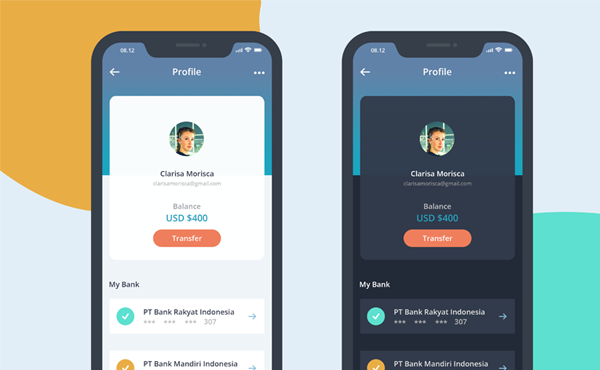 08.12
Profile
Clarisa Morisca
clarisamorisca@gmail.com
Balance
USD $400
Transfer
My Bank
PT Bank Rakyat Indonesia
*** *** *** 307
PT Bank Mandiri Indonesia
08.12
Profile
Clarisa Morisca
clarisamorisca@gmail.com
Balance
USD $400
Transfer
My Bank
PT Bank Rakyat Indonesia
*** *** *** 307
PT Bank Mandiri Indonesia